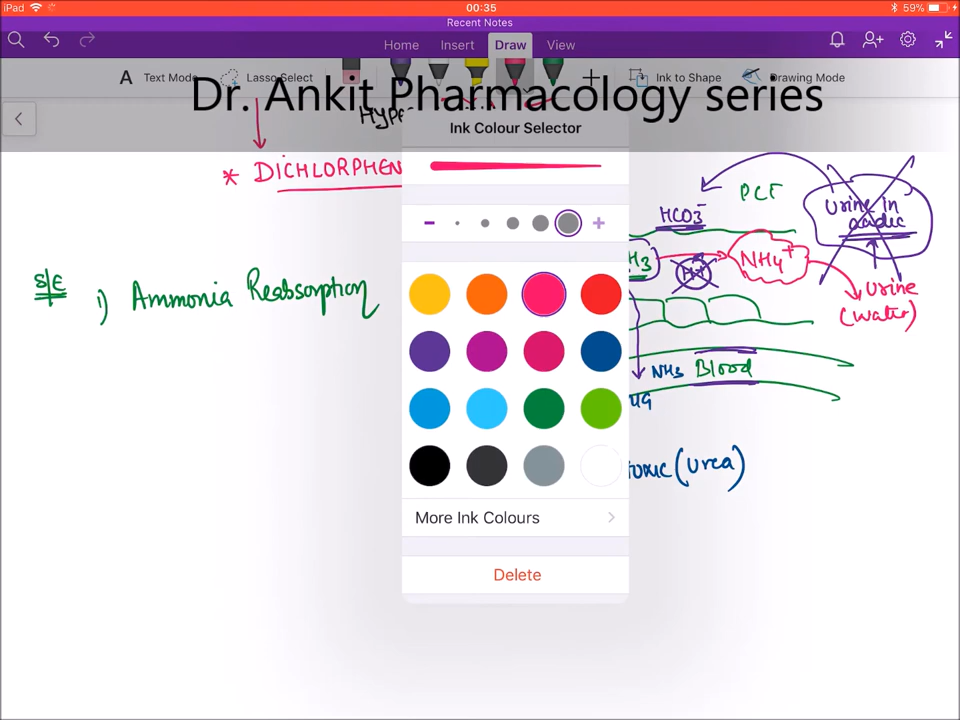 iPad 00:35 59%
Recent Notes
Home Insert Draw View
A Text Mode Lasso Select Ink to Shape Drawing Mode
Dr. Ankit Pharmacology series
Ink Colour Selector
* DICHLORPHEN
S/E
1) Ammonia Reabsorption
HCO3-
PCT
Urine in
acidic
H3
H+
NH4+
Urine
(water)
NH3 Blood
(urea)
More Ink Colours
Delete